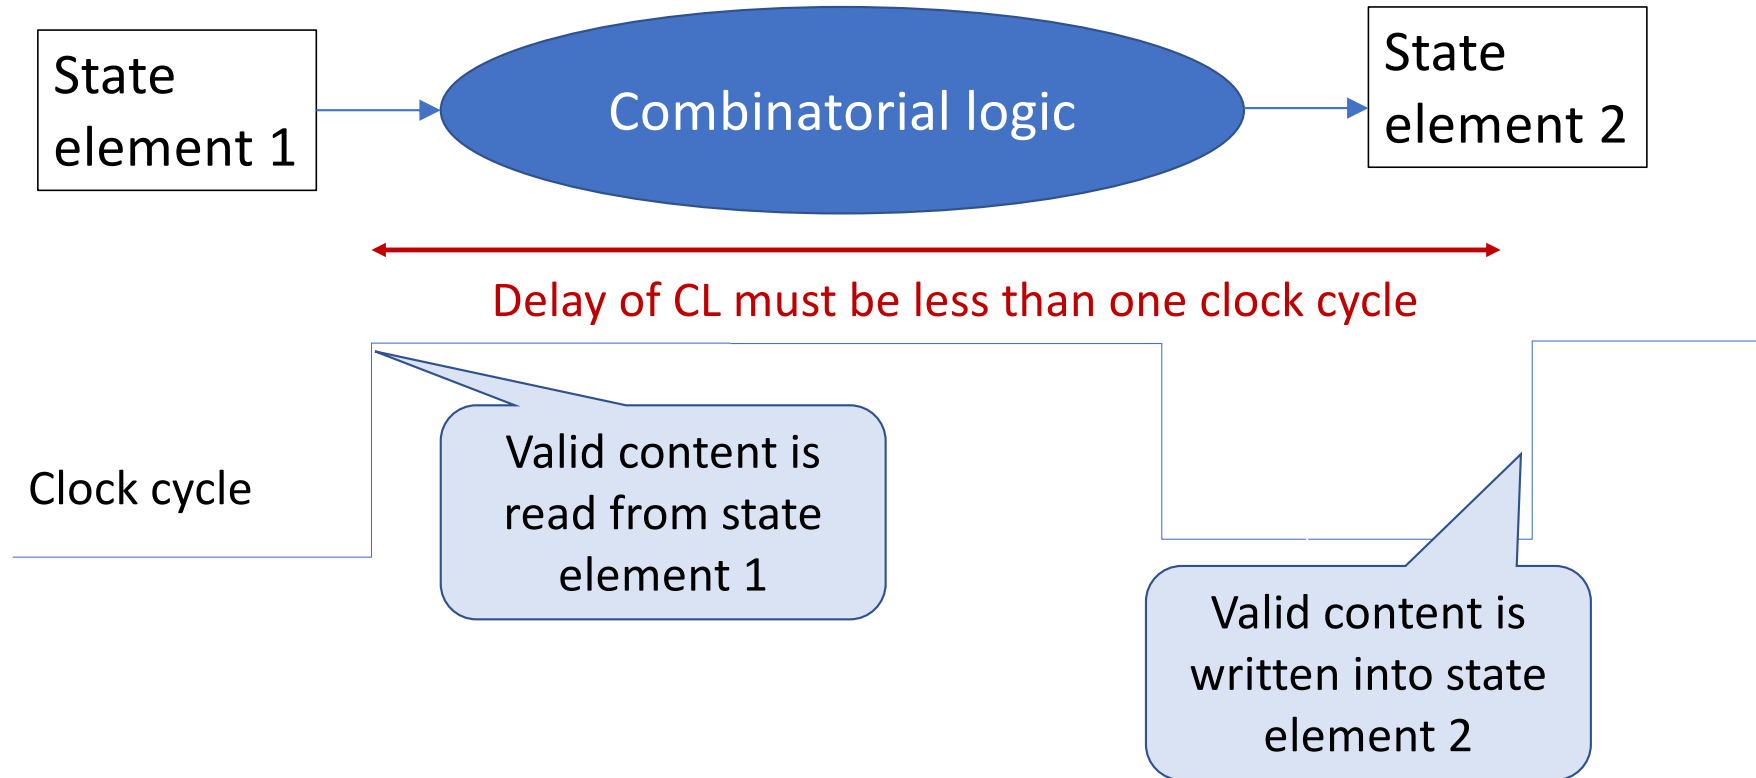 State
element 1
Combinatorial logic
State
element 2
Delay of CL must be less than one clock cycle
Clock cycle
Valid content is
read from state
element 1
Valid content is
written into state
element 2